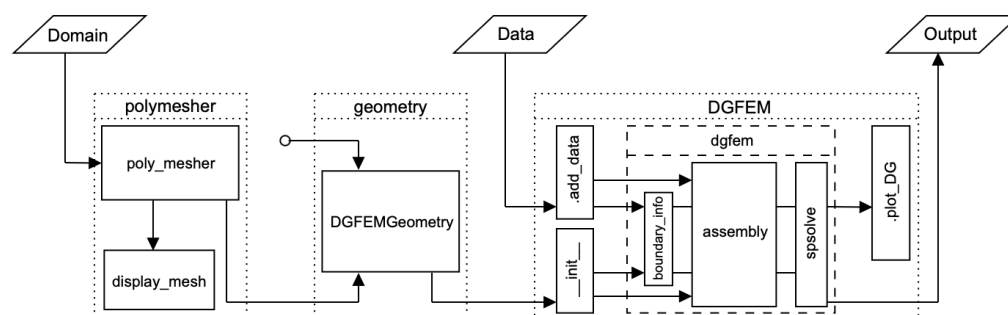 Domain
Data
Output
polymesher
geometry
DGFEM
poly_mesher
display_mesh
DGFEMGeometry
.add_data
__init__
dgfem
boundary_info
assembly
spsolve
.plot_DG